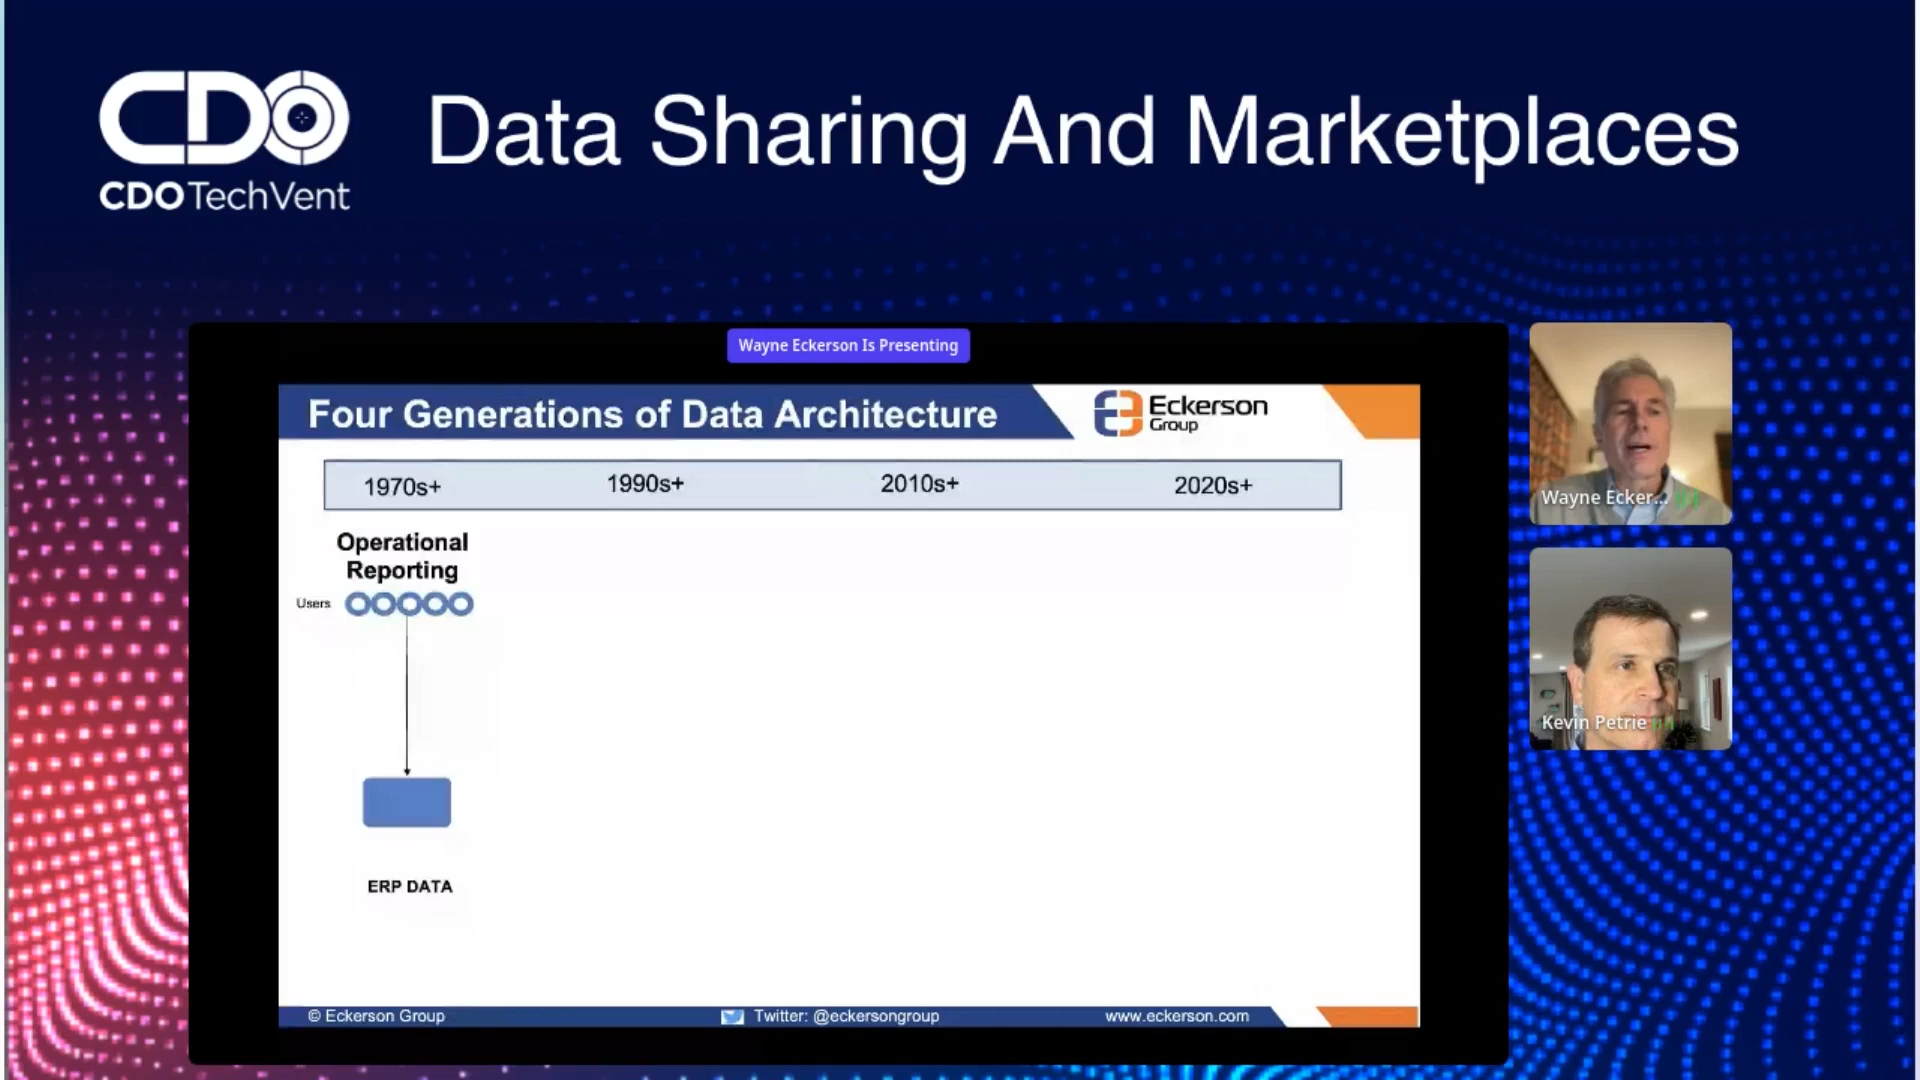 CDO
CDO TechVent
Data Sharing And Marketplaces
Wayne Eckerson Is Presenting
Four Generations of Data Architecture
Eckerson
Group
1970s+ 1990s+ 2010s+ 2020s+
Operational
Reporting
Users
ERP DATA
© Eckerson Group Twitter: @eckersongroup www.eckerson.com
Wayne Ecker...
Kevin Petrie